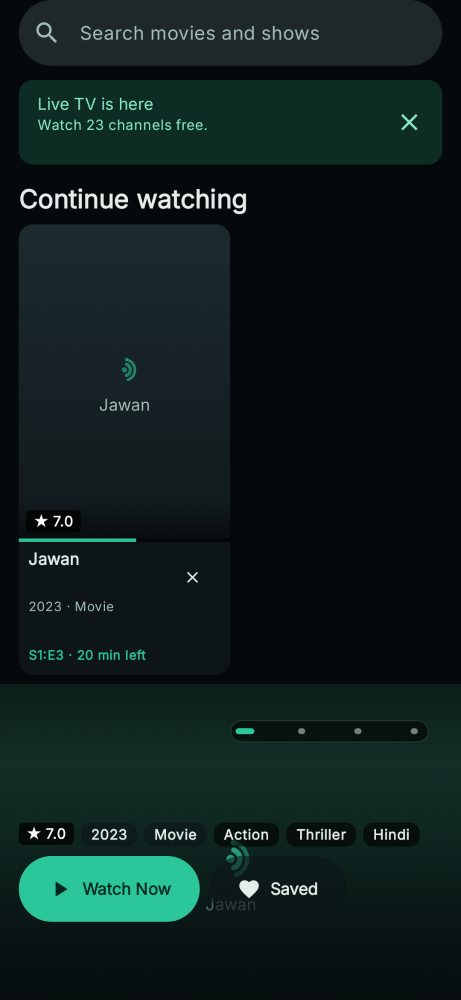 Search movies and shows
Live TV is here
Watch 23 channels free.
Continue watching
Jawan
★ 7.0
Jawan
2023 · Movie
S1:E3 · 20 min left
★ 7.0 2023 Movie Action Thriller Hindi
Watch Now Saved
Jawan